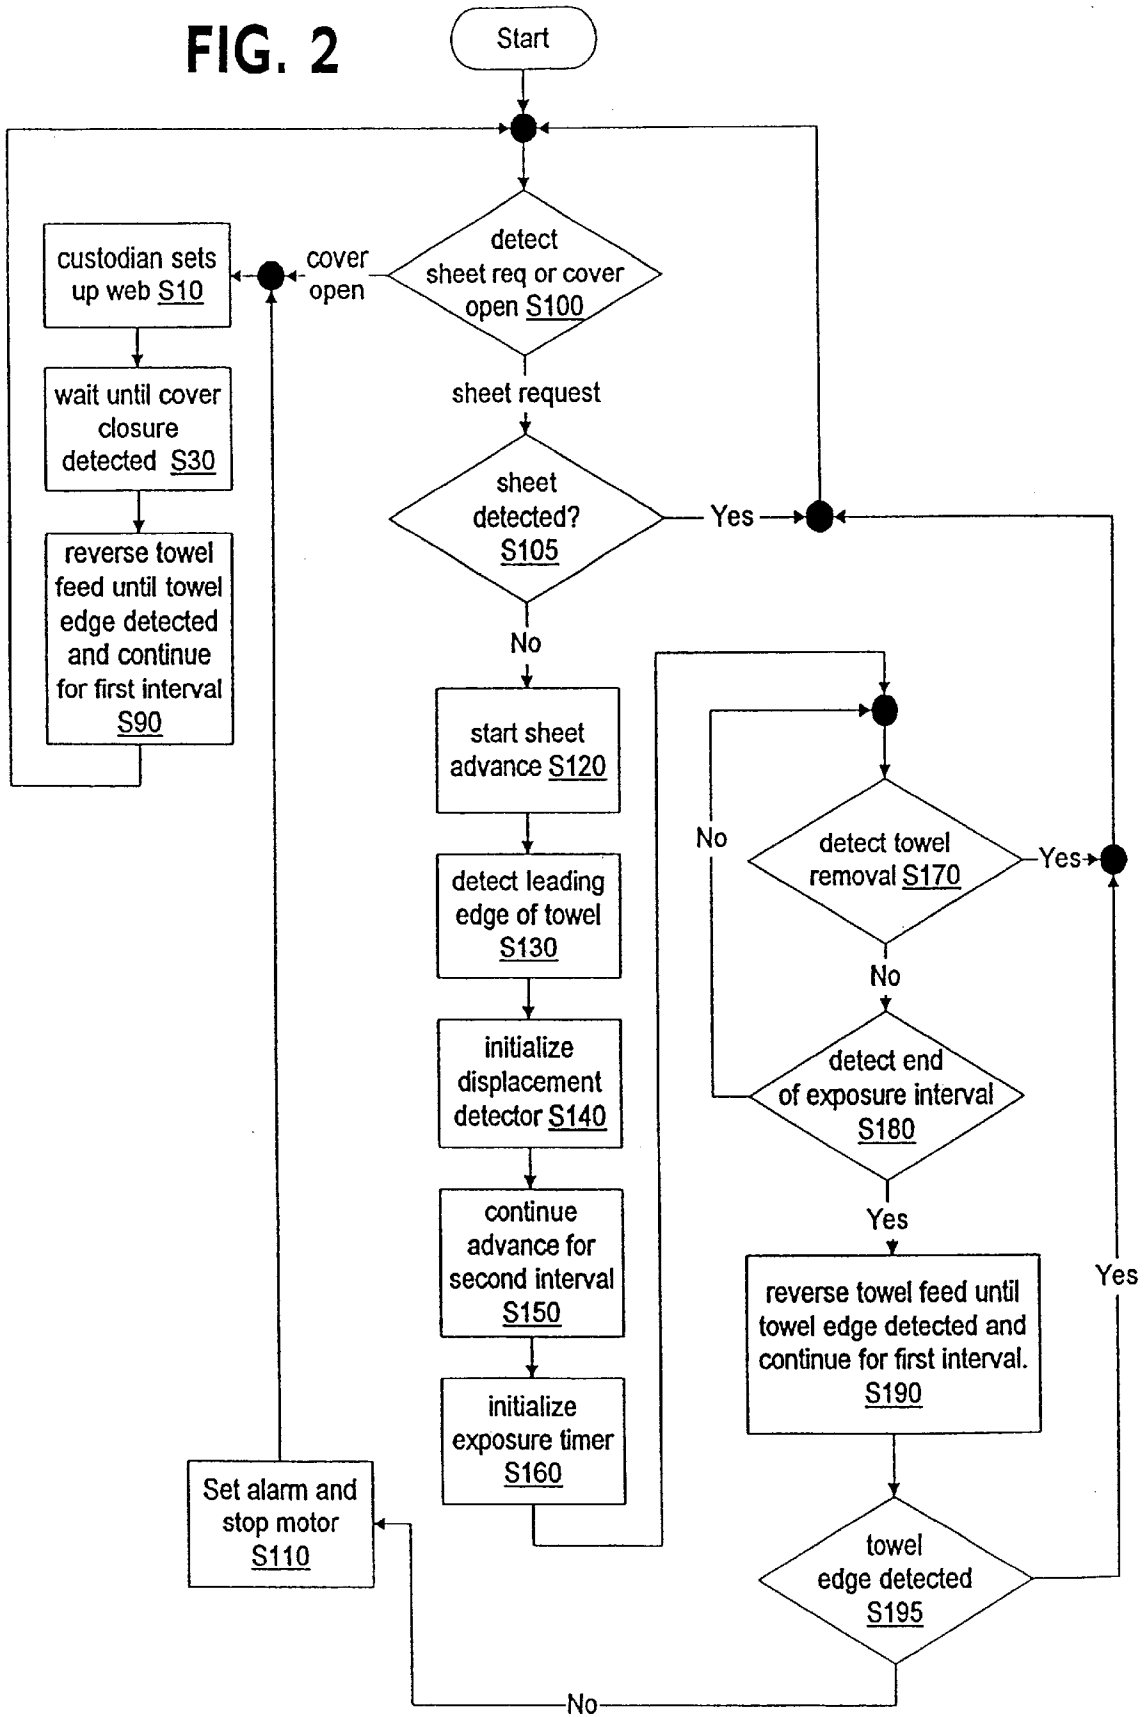 FIG. 2
Start
detect
sheet req or cover
open S100
cover
open
custodian sets
up web S10
wait until cover
closure
detected S30
reverse towel
feed until towel
edge detected
and continue
for first interval
S90
sheet request
sheet
detected?
S105
Yes
No
start sheet
advance S120
detect leading
edge of towel
S130
initialize
displacement
detector S140
continue
advance for
second interval
S150
initialize
exposure timer
S160
detect towel
removal S170
Yes
No
No
detect end
of exposure interval
S180
Yes
reverse towel feed until
towel edge detected and
continue for first interval.
S190
towel
edge detected
S195
Yes
No
Set alarm and
stop motor
S110